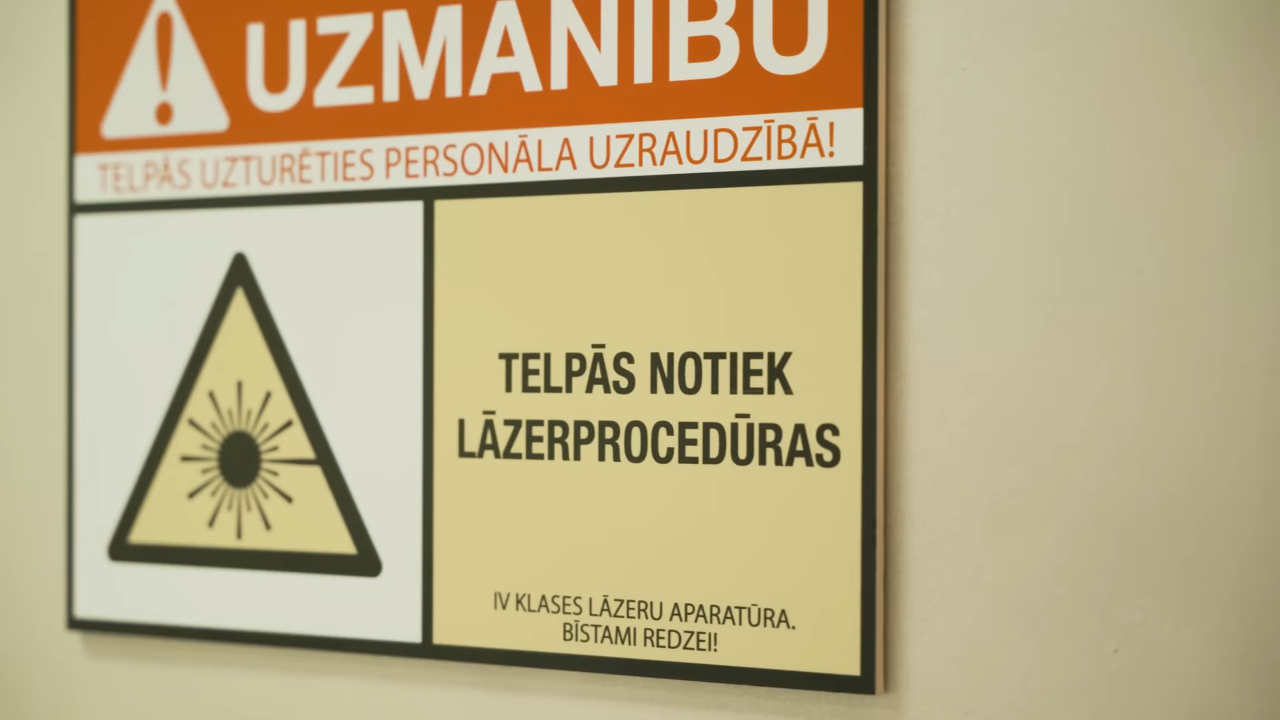 UZMANĪBU
TELPĀS UZTURĒTIES PERSONĀLA UZRAUDZĪBĀ!
TELPĀS NOTIEK
LĀZERPROCEDŪRAS
IV KLASES LĀZERU APARATŪRA.
BĪSTAMI REDZEI!